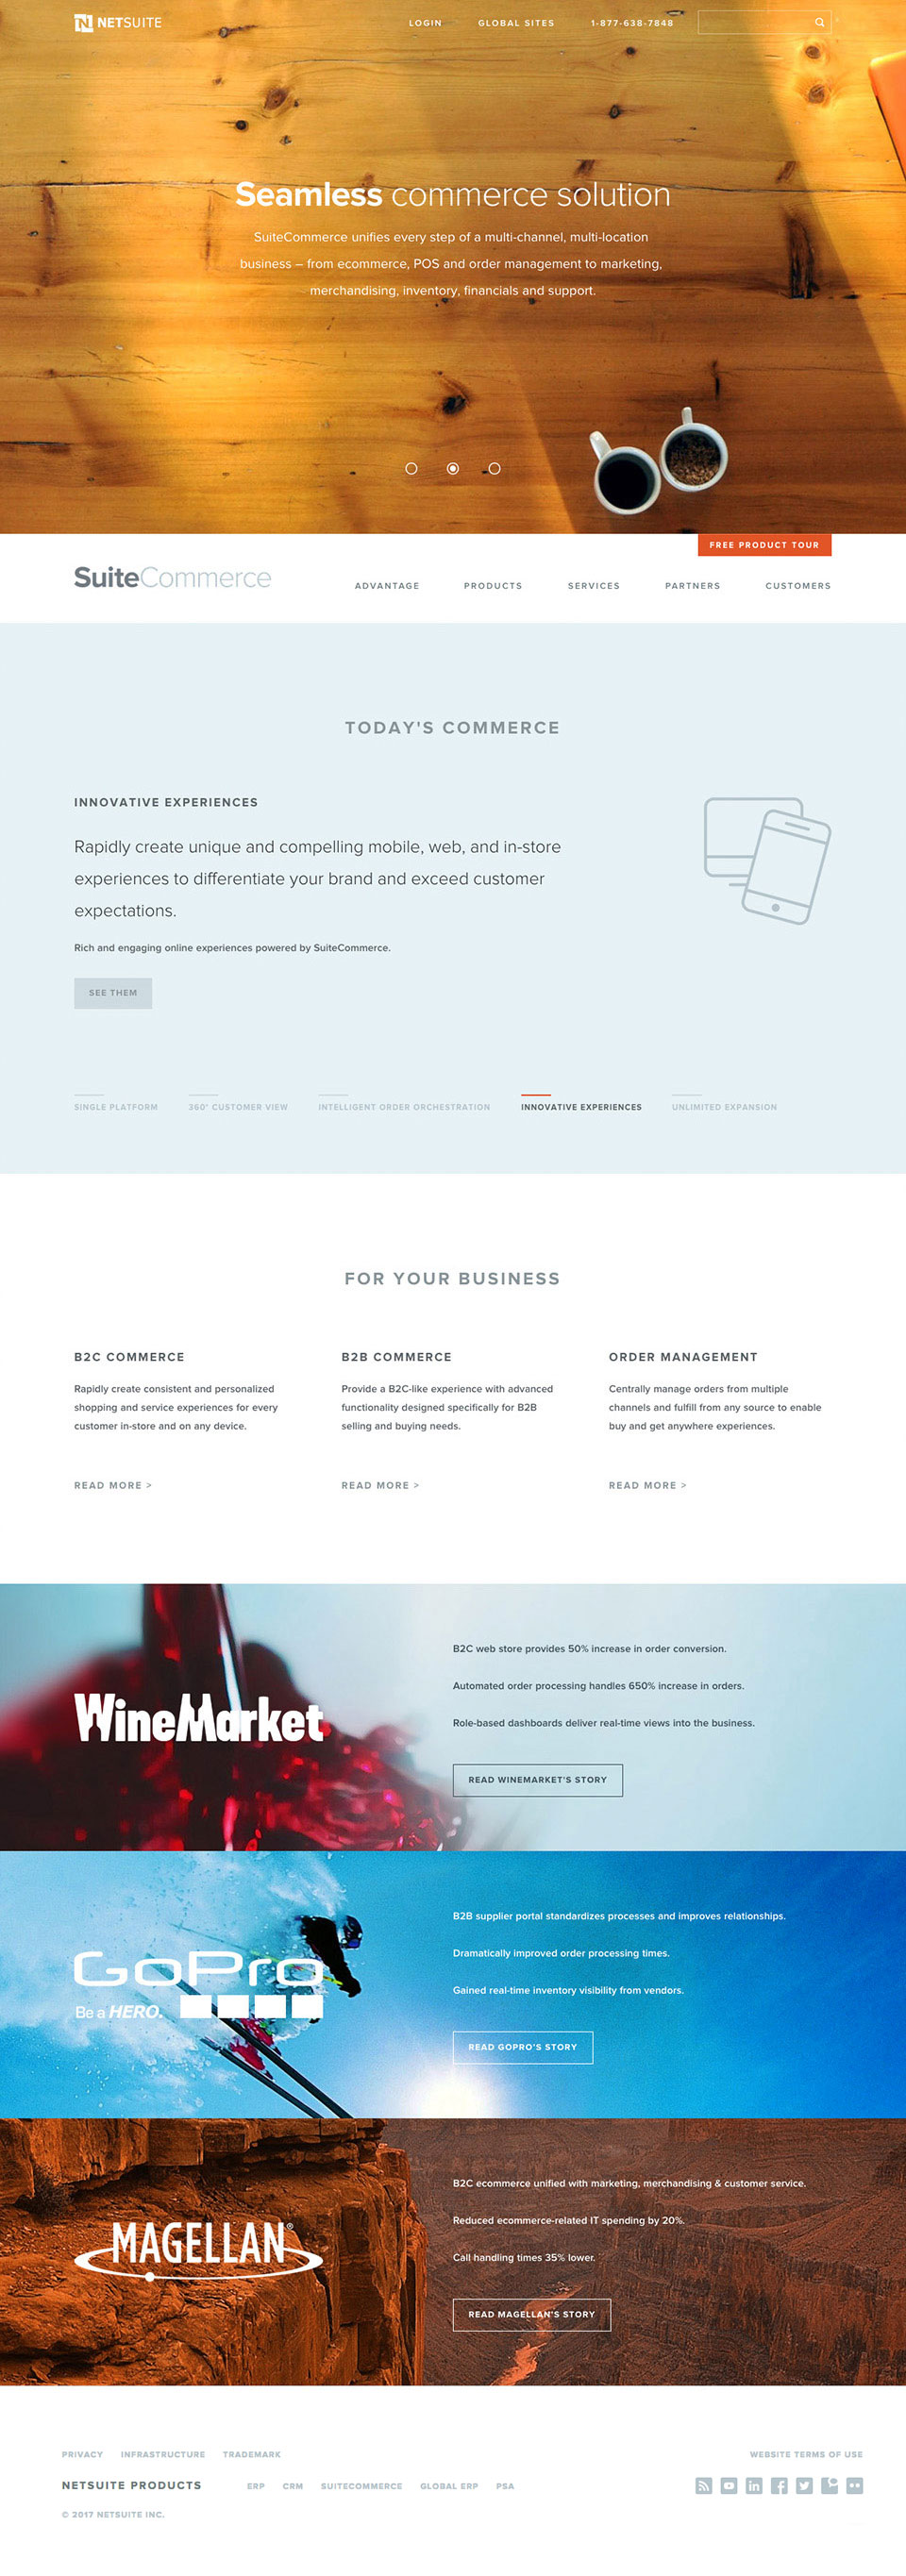 NETSUITE
LOGIN GLOBAL SITES 1-877-638-7848
Seamless commerce solution
SuiteCommerce unifies every step of a multi-channel, multi-location
business – from ecommerce, POS and order management to marketing,
merchandising, inventory, financials and support.
FREE PRODUCT TOUR
SuiteCommerce
ADVANTAGE PRODUCTS SERVICES PARTNERS CUSTOMERS
TODAY'S COMMERCE
INNOVATIVE EXPERIENCES
Rapidly create unique and compelling mobile, web, and in-store
experiences to differentiate your brand and exceed customer
expectations.
Rich and engaging online experiences powered by SuiteCommerce.
SEE THEM
SINGLE PLATFORM 360° CUSTOMER VIEW INTELLIGENT ORDER ORCHESTRATION INNOVATIVE EXPERIENCES UNLIMITED EXPANSION
FOR YOUR BUSINESS
B2C COMMERCE
Rapidly create consistent and personalized
shopping and service experiences for every
customer in-store and on any device.
READ MORE >
B2B COMMERCE
Provide a B2C-like experience with advanced
functionality designed specifically for B2B
selling and buying needs.
READ MORE >
ORDER MANAGEMENT
Centrally manage orders from multiple
channels and fulfill from any source to enable
buy and get anywhere experiences.
READ MORE >
WineMarket
B2C web store provides 50% increase in order conversion.
Automated order processing handles 650% increase in orders.
Role-based dashboards deliver real-time views into the business.
READ WINEMARKET'S STORY
GoPro
Be a HERO.
B2B supplier portal standardizes processes and improves relationships.
Dramatically improved order processing times.
Gained real-time inventory visibility from vendors.
READ GOPRO'S STORY
MAGELLAN®
B2C ecommerce unified with marketing, merchandising & customer service.
Reduced ecommerce-related IT spending by 20%.
Call handling times 35% lower.
READ MAGELLAN'S STORY
PRIVACY INFRASTRUCTURE TRADEMARK WEBSITE TERMS OF USE
NETSUITE PRODUCTS ERP CRM SUITECOMMERCE GLOBAL ERP PSA
© 2017 NETSUITE INC.